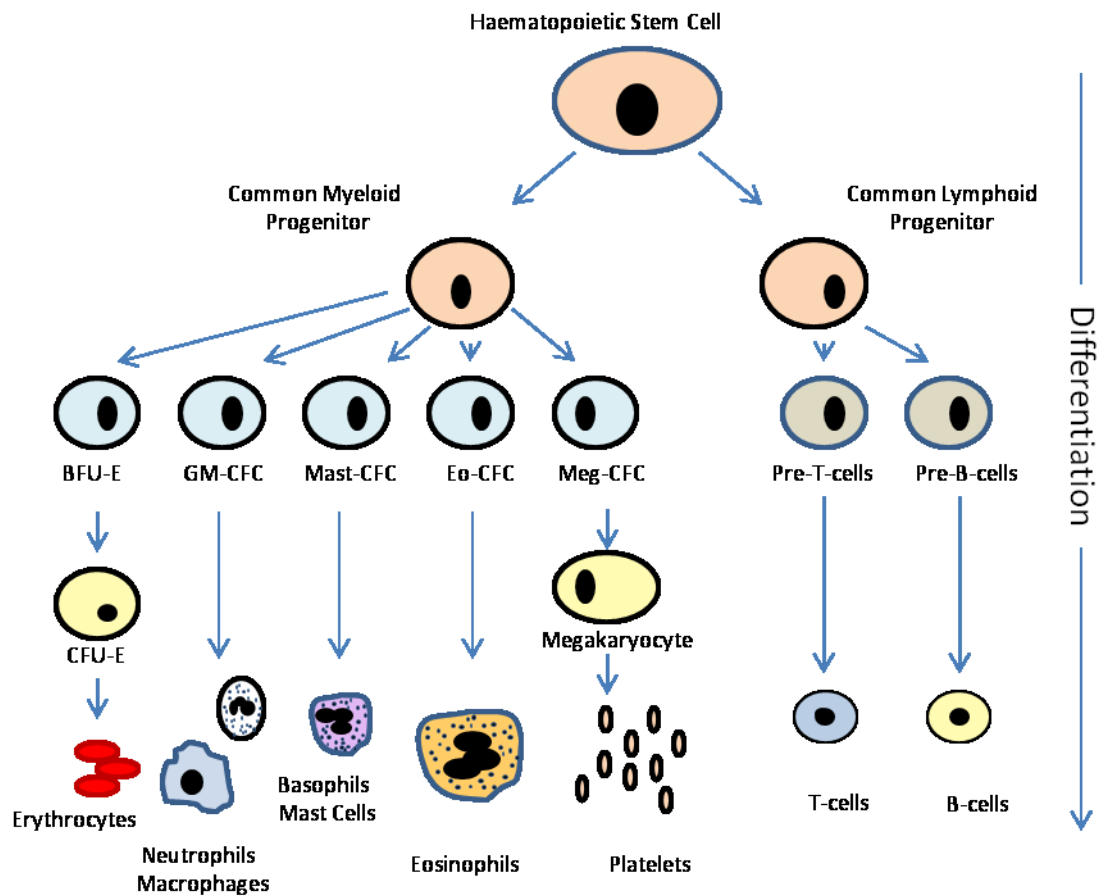 Haematopoietic Stem Cell
Common Myeloid
Progenitor
Common Lymphoid
Progenitor
Differentiation
BFU-E
GM-CFC
Mast-CFC
Eo-CFC
Meg-CFC
Pre-T-cells
Pre-B-cells
CFU-E
Megakaryocyte
Erythrocytes
Neutrophils
Macrophages
Basophils
Mast Cells
Eosinophils
Platelets
T-cells
B-cells